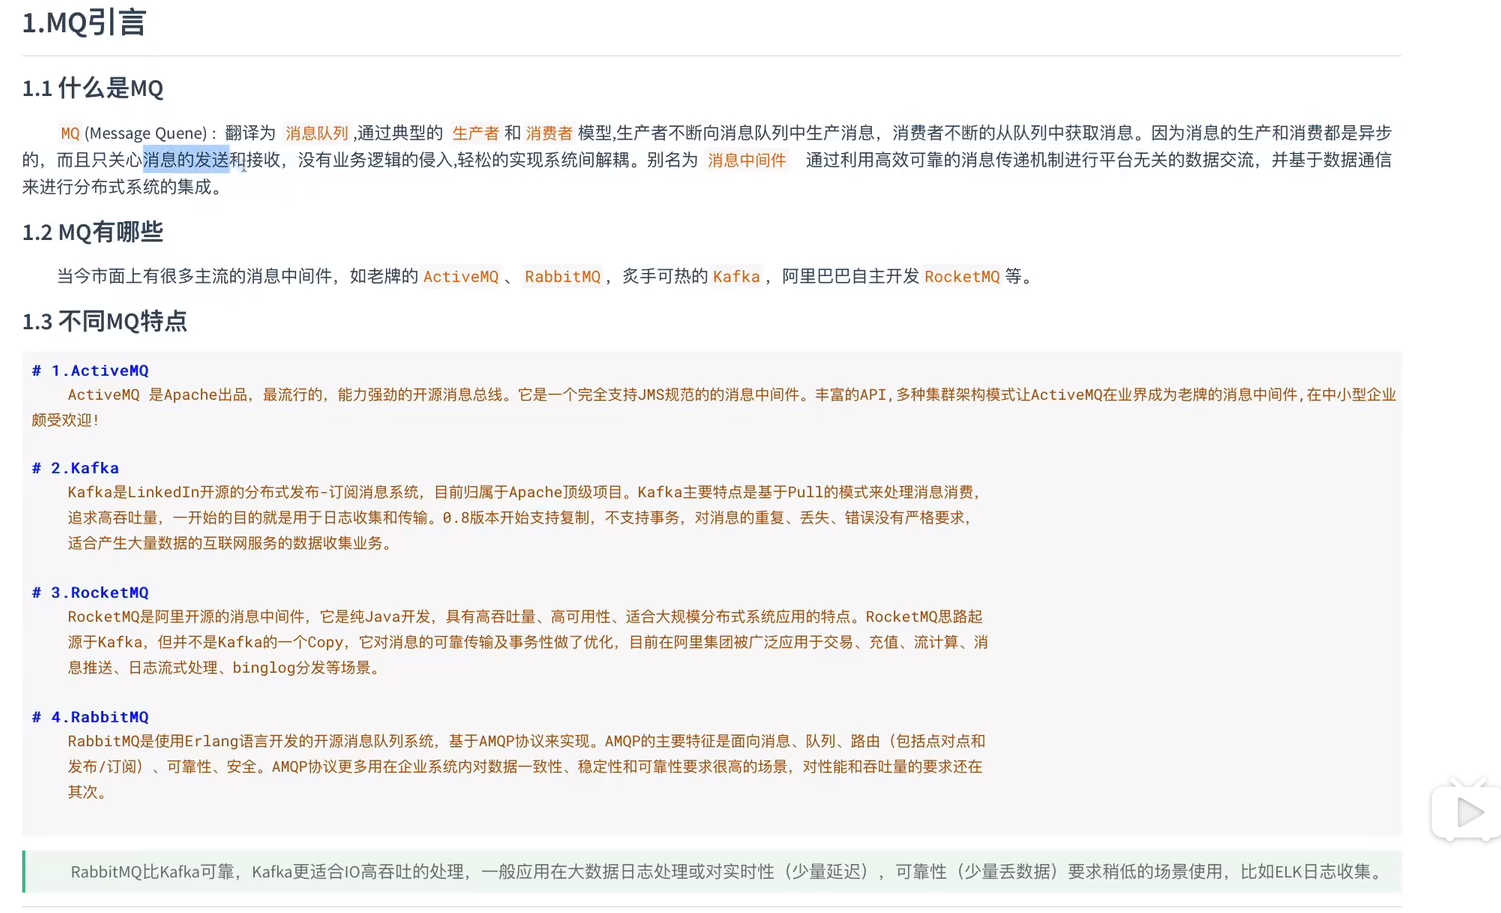 1.MQ引言
1.1 什么是MQ
MQ (Message Quene) : 翻译为 消息队列 ,通过典型的 生产者 和 消费者 模型,生产者不断向消息队列中生产消息，消费者不断的从队列中获取消息。因为消息的生产和消费都是异步
的，而且只关心消息的发送和接收，没有业务逻辑的侵入,轻松的实现系统间解耦。别名为 消息中间件 通过利用高效可靠的消息传递机制进行平台无关的数据交流，并基于数据通信
来进行分布式系统的集成。
1.2 MQ有哪些
当今市面上有很多主流的消息中间件，如老牌的 ActiveMQ 、 RabbitMQ ，炙手可热的 Kafka ，阿里巴巴自主开发 RocketMQ 等。
1.3 不同MQ特点
# 1.ActiveMQ
ActiveMQ 是Apache出品，最流行的，能力强劲的开源消息总线。它是一个完全支持JMS规范的的消息中间件。丰富的API,多种集群架构模式让ActiveMQ在业界成为老牌的消息中间件,在中小型企业
颇受欢迎!
# 2.Kafka
Kafka是LinkedIn开源的分布式发布-订阅消息系统，目前归属于Apache顶级项目。Kafka主要特点是基于Pull的模式来处理消息消费，
追求高吞吐量，一开始的目的就是用于日志收集和传输。0.8版本开始支持复制，不支持事务，对消息的重复、丢失、错误没有严格要求，
适合产生大量数据的互联网服务的数据收集业务。
# 3.RocketMQ
RocketMQ是阿里开源的消息中间件，它是纯Java开发，具有高吞吐量、高可用性、适合大规模分布式系统应用的特点。RocketMQ思路起
源于Kafka，但并不是Kafka的一个Copy，它对消息的可靠传输及事务性做了优化，目前在阿里集团被广泛应用于交易、充值、流计算、消
息推送、日志流式处理、binglog分发等场景。
# 4.RabbitMQ
RabbitMQ是使用Erlang语言开发的开源消息队列系统，基于AMQP协议来实现。AMQP的主要特征是面向消息、队列、路由（包括点对点和
发布/订阅）、可靠性、安全。AMQP协议更多用在企业系统内对数据一致性、稳定性和可靠性要求很高的场景，对性能和吞吐量的要求还在
其次。
RabbitMQ比Kafka可靠，Kafka更适合IO高吞吐的处理，一般应用在大数据日志处理或对实时性（少量延迟），可靠性（少量丢数据）要求稍低的场景使用，比如ELK日志收集。